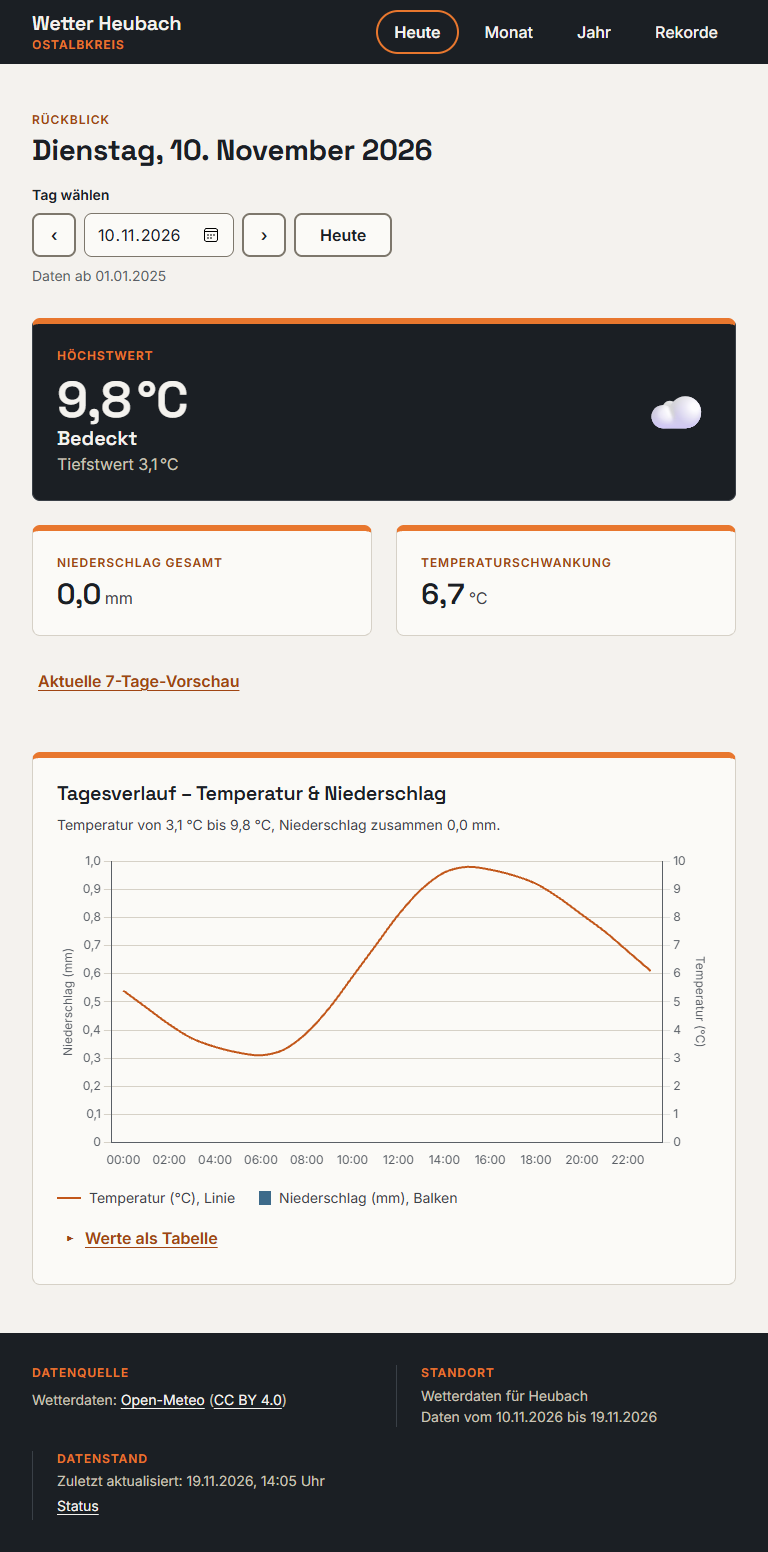 Wetter Heubach
OSTALBKREIS
Heute Monat Jahr Rekorde
RÜCKBLICK
Dienstag, 10. November 2026
Tag wählen
‹ 10.11.2026 › Heute
Daten ab 01.01.2025
HÖCHSTWERT
9,8 °C
Bedeckt
Tiefstwert 3,1 °C
NIEDERSCHLAG GESAMT
0,0 mm
TEMPERATURSCHWANKUNG
6,7 °C
Aktuelle 7-Tage-Vorschau
Tagesverlauf – Temperatur & Niederschlag
Temperatur von 3,1 °C bis 9,8 °C, Niederschlag zusammen 0,0 mm.
Niederschlag (mm)
1,0
0,9
0,8
0,7
0,6
0,5
0,4
0,3
0,2
0,1
0
10
9
8
7
6
5
4
3
2
1
0
Temperatur (°C)
00:00 02:00 04:00 06:00 08:00 10:00 12:00 14:00 16:00 18:00 20:00 22:00
Temperatur (°C), Linie Niederschlag (mm), Balken
Werte als Tabelle
DATENQUELLE
Wetterdaten: Open-Meteo (CC BY 4.0)
STANDORT
Wetterdaten für Heubach
Daten vom 10.11.2026 bis 19.11.2026
DATENSTAND
Zuletzt aktualisiert: 19.11.2026, 14:05 Uhr
Status